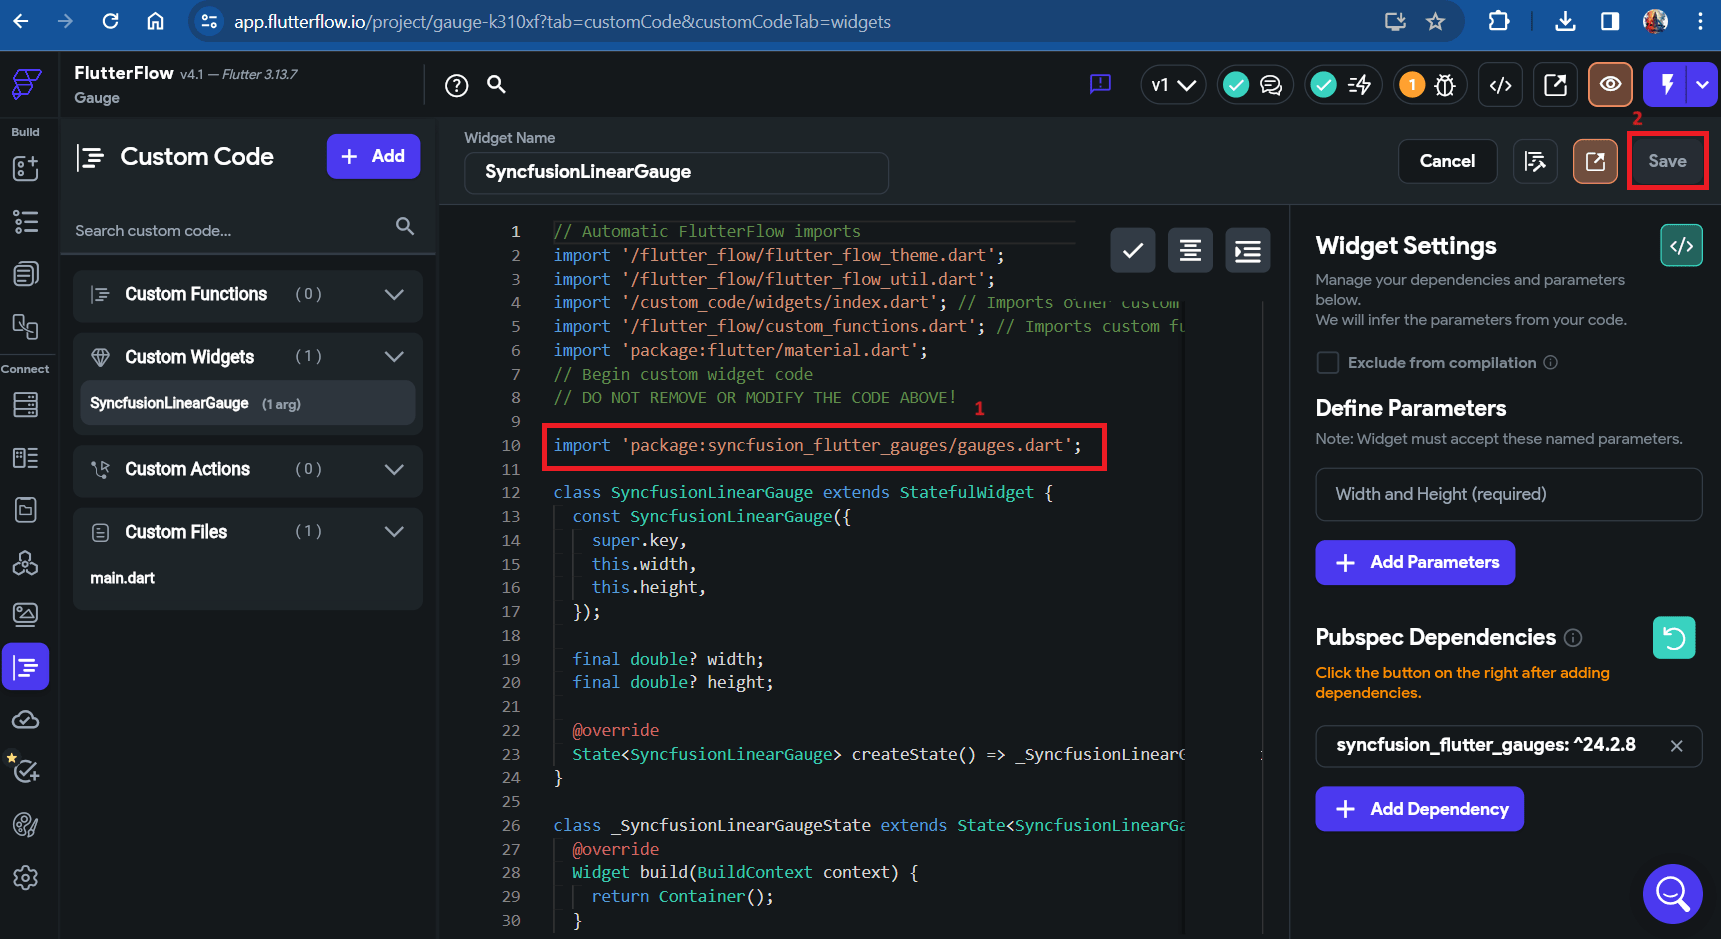 app.flutterflow.io/project/gauge-k310xf?tab=customCode&customCodeTab=widgets
FlutterFlow v4.1 — Flutter 3.13.7
Gauge
v1
1
Build
Connect
Custom Code
+ Add
Search custom code...
Custom Functions (0)
Custom Widgets (1)
SyncfusionLinearGauge (1 arg)
Custom Actions (0)
Custom Files (1)
main.dart
Widget Name
SyncfusionLinearGauge
Cancel
2
Save
1 // Automatic FlutterFlow imports
2 import '/flutter_flow/flutter_flow_theme.dart';
3 import '/flutter_flow/flutter_flow_util.dart';
4 import '/custom_code/widgets/index.dart'; // Imports other custom
5 import '/flutter_flow/custom_functions.dart'; // Imports custom fu
6 import 'package:flutter/material.dart';
7 // Begin custom widget code
8 // DO NOT REMOVE OR MODIFY THE CODE ABOVE!
9
1
10 import 'package:syncfusion_flutter_gauges/gauges.dart';
11
12 class SyncfusionLinearGauge extends StatefulWidget {
13 const SyncfusionLinearGauge({
14 super.key,
15 this.width,
16 this.height,
17 });
18
19 final double? width;
20 final double? height;
21
22 @override
23 State<SyncfusionLinearGauge> createState() => _SyncfusionLinearG
24 }
25
26 class _SyncfusionLinearGaugeState extends State<SyncfusionLinearGa
27 @override
28 Widget build(BuildContext context) {
29 return Container();
30 }
Widget Settings
Manage your dependencies and parameters
below.
We will infer the parameters from your code.
Exclude from compilation
Define Parameters
Note: Widget must accept these named parameters.
Width and Height (required)
+ Add Parameters
Pubspec Dependencies
Click the button on the right after adding
dependencies.
syncfusion_flutter_gauges: ^24.2.8
+ Add Dependency